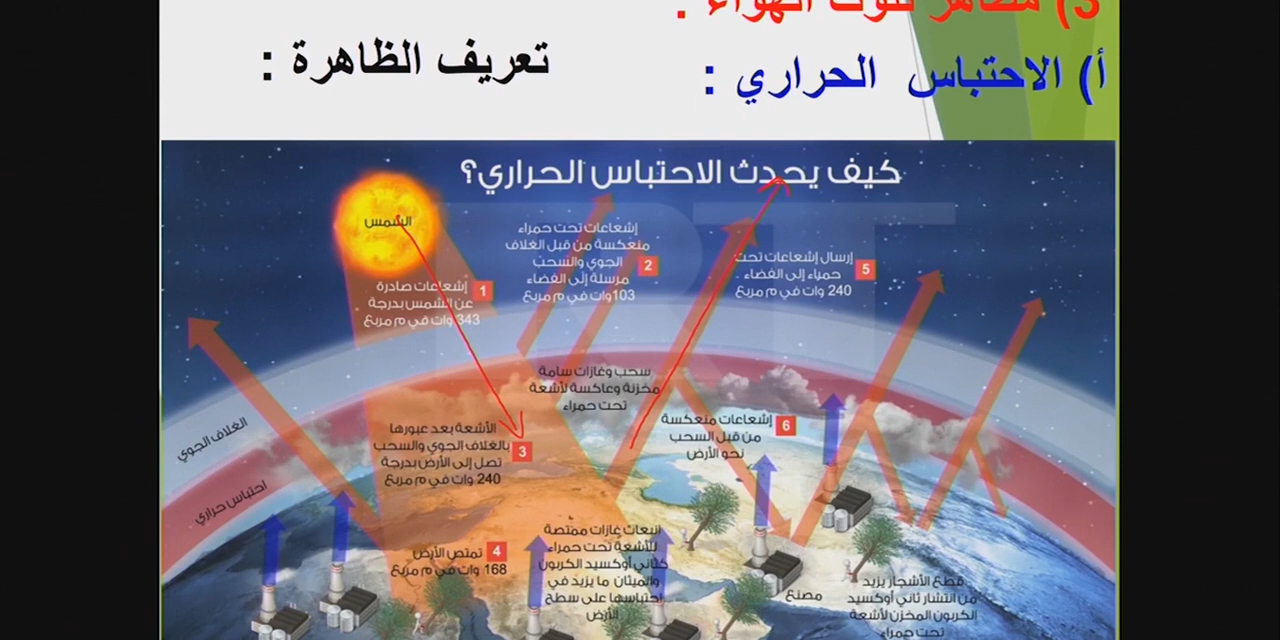 3) مظاهر تلوث الهواء :
أ) الاحتباس الحراري :
تعريف الظاهرة :
كيف يحدث الاحتباس الحراري؟
الشمس
1
إشعاعات صادرة
عن الشمس بدرجة
343 وات في م مربع
2
إشعاعات تحت حمراء
منعكسة من قبل الغلاف
الجوي والسحب
مرسلة إلى الفضاء
103وات في م مربع
5
إرسال إشعاعات تحت
حمياء إلى الفضاء .
240 وات في م مربع
سحب وغازات سامة
مخزنة وعاكسة لأشعة
تحت حمراء
الغلاف الجوي
احتباس حراري
3
الأشعة بعد عبورها
بالغلاف الجوي والسحب
تصل إلى الأرض بدرجة
240 وات في م مربع
6
إشعاعات منعكسة
من قبل السحب
نحو الأرض
4
تمتص الأرض
168 وات في م مربع
إنبعاث غازات ممتصة
للأشعة تحت حمراء
كثاني أوكسيد الكربون
والميثان ما يزيد في
إحتباسها على سطح
الأرض
مصنع
قطع الأشجار يزيد
من انتشار ثاني أوكسيد
الكربون المخزن لأشعة
تحت حمراء